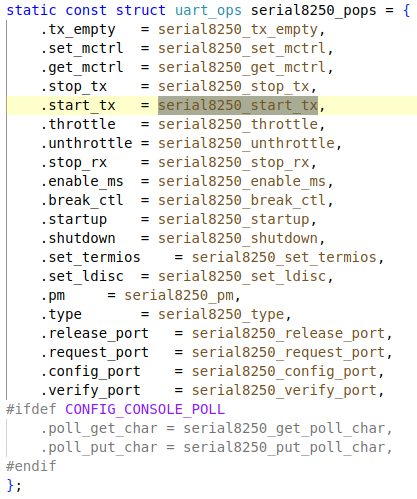 static const struct uart_ops serial8250_pops = {
    .tx_empty   = serial8250_tx_empty,
    .set_mctrl  = serial8250_set_mctrl,
    .get_mctrl  = serial8250_get_mctrl,
    .stop_tx    = serial8250_stop_tx,
    .start_tx   = serial8250_start_tx,
    .throttle   = serial8250_throttle,
    .unthrottle = serial8250_unthrottle,
    .stop_rx    = serial8250_stop_rx,
    .enable_ms  = serial8250_enable_ms,
    .break_ctl  = serial8250_break_ctl,
    .startup    = serial8250_startup,
    .shutdown   = serial8250_shutdown,
    .set_termios    = serial8250_set_termios,
    .set_ldisc  = serial8250_set_ldisc,
    .pm     = serial8250_pm,
    .type       = serial8250_type,
    .release_port   = serial8250_release_port,
    .request_port   = serial8250_request_port,
    .config_port    = serial8250_config_port,
    .verify_port    = serial8250_verify_port,
#ifdef CONFIG_CONSOLE_POLL
    .poll_get_char = serial8250_get_poll_char,
    .poll_put_char = serial8250_put_poll_char,
#endif
};